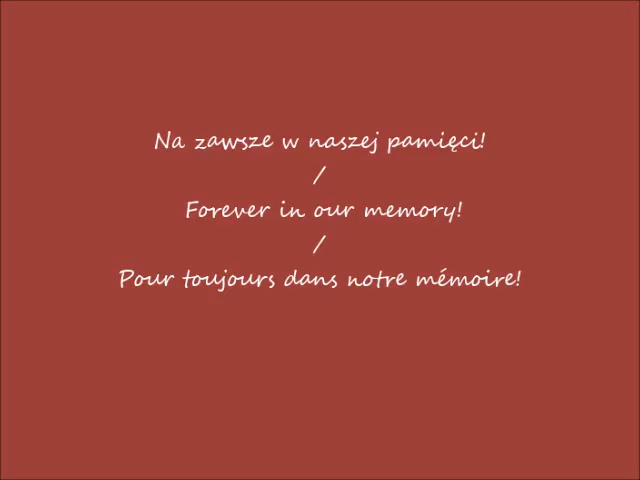 Na zawsze w naszej pamięci!
/
Forever in our memory!
/
Pour toujours dans notre mémoire!